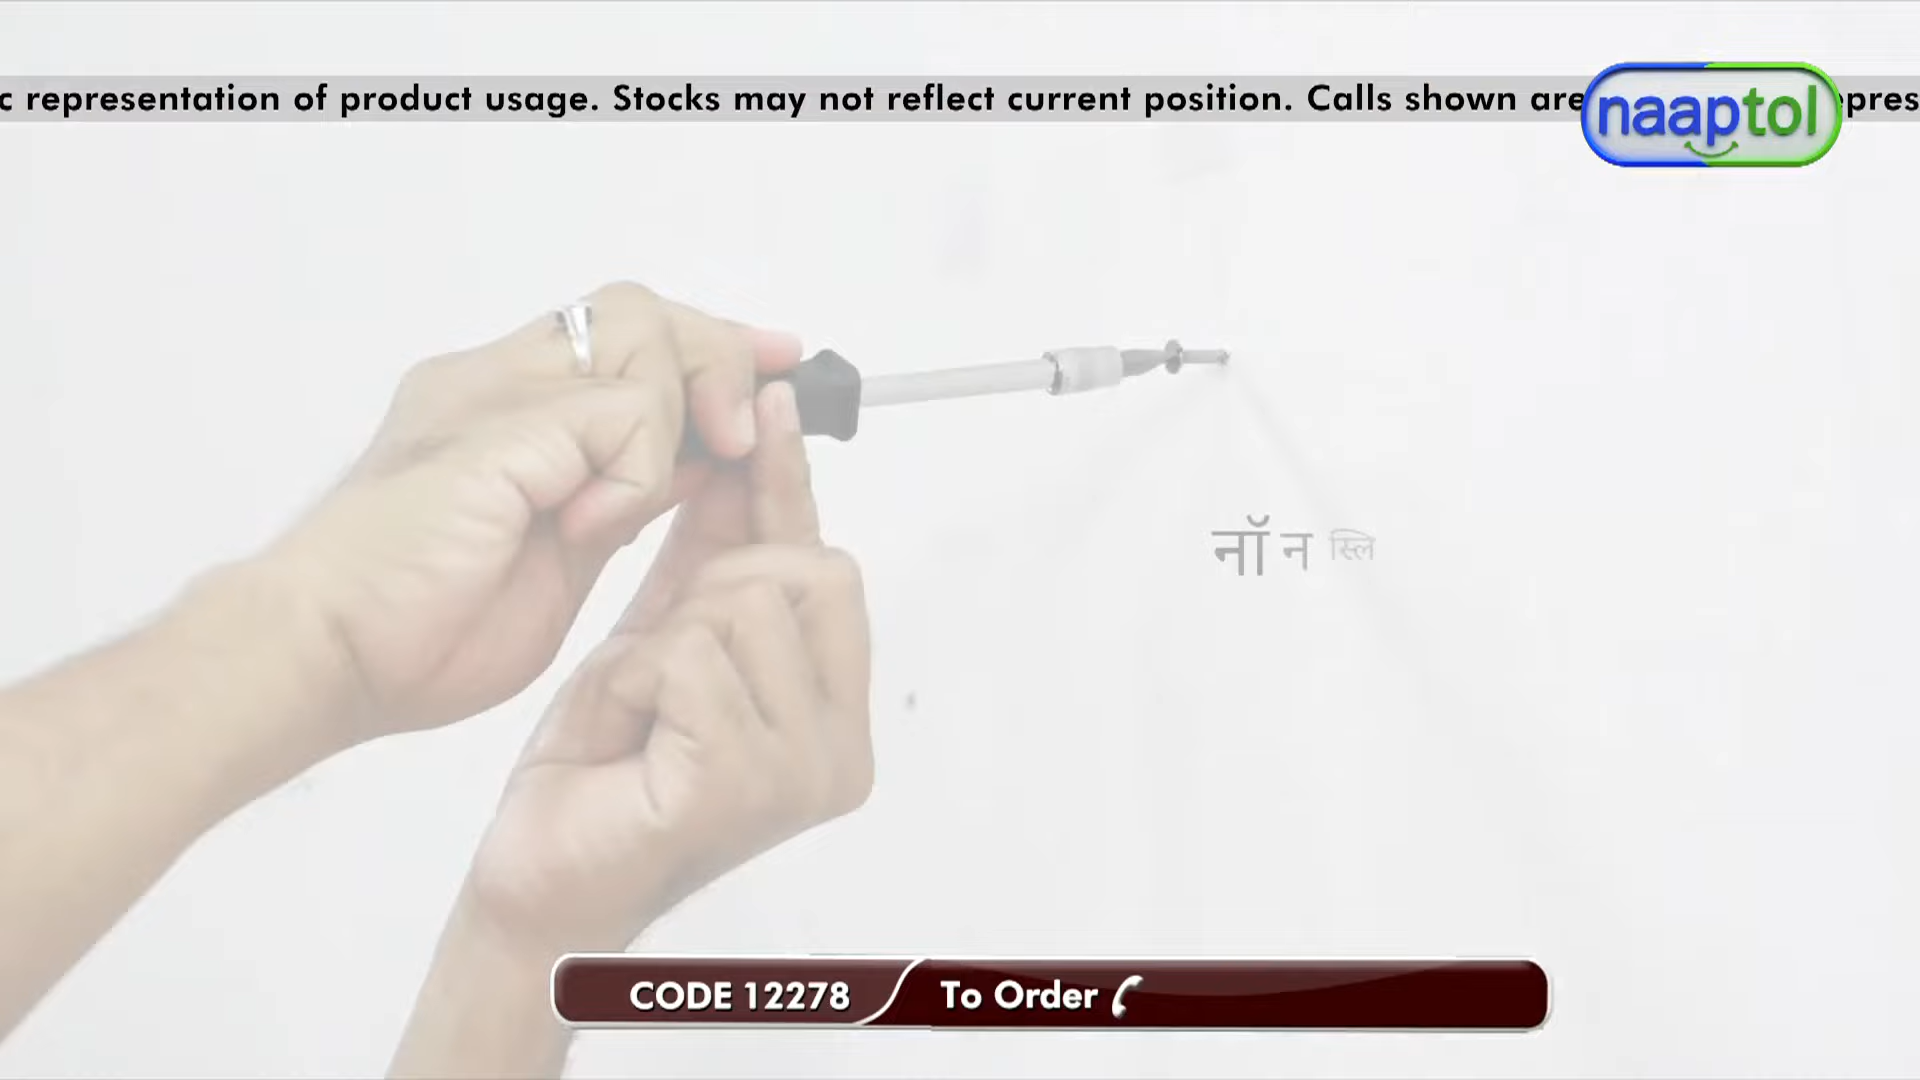 c representation of product usage. Stocks may not reflect current position. Calls shown are
naaptol
नॉन स्लि
CODE 12278 To Order